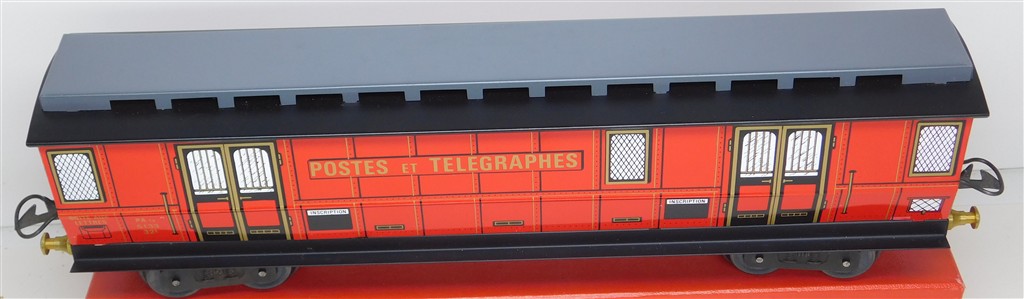 POSTES ET TELEGRAPHES
INSCRIPTION
INSCRIPTION